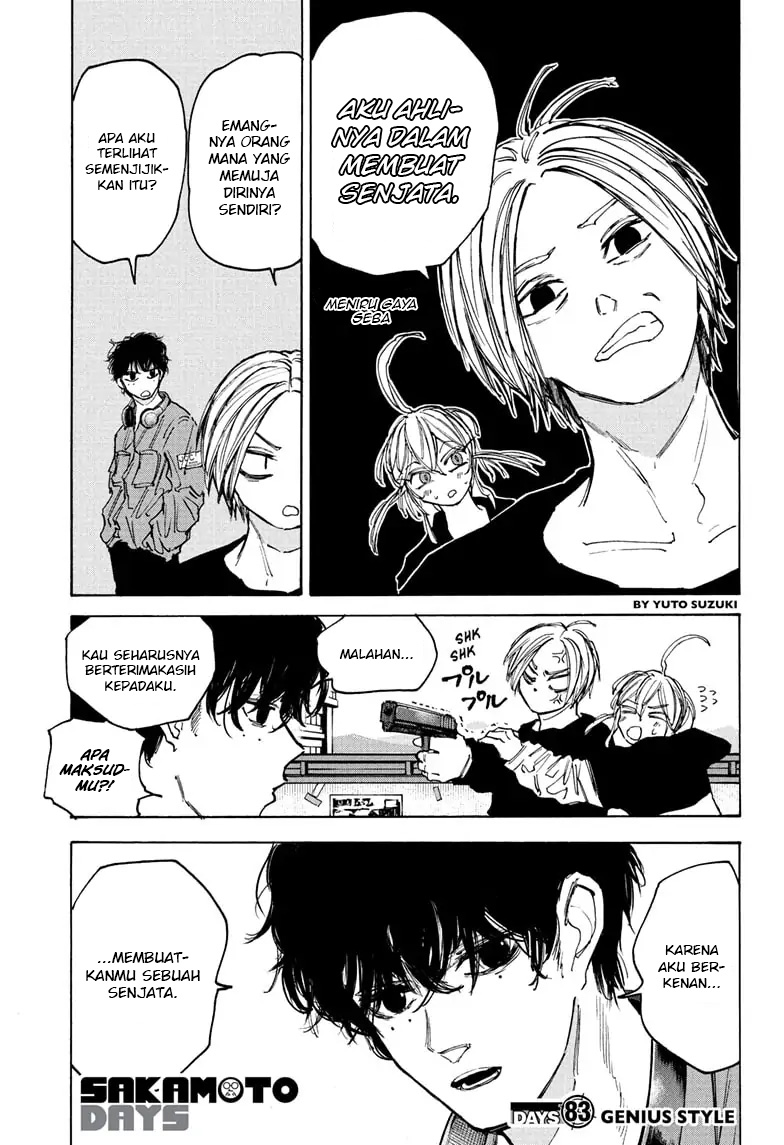 AKU AHLI-
NYA DALAM
MEMBUAT
SENJATA.
MENIRU GAYA
SEBA
EMANG-
NYA ORANG
MANA YANG
MEMUJA
DIRINYA
SENDIRI?
APA AKU
TERLIHAT
SEMENJIJIK-
KAN ITU?
BY YUTO SUZUKI
SHK
SHK
プル
プル
MALAHAN...
KAU SEHARUSNYA
BERTERIMAKASIH
KEPADAKU.
APA
MAKSUD-
MU?!
KARENA
AKU BER-
KENAN...
...MEMBUAT-
KANMU SEBUAH
SENJATA.
SAKAMOTO
DAYS
DAYS 83 GENIUS STYLE